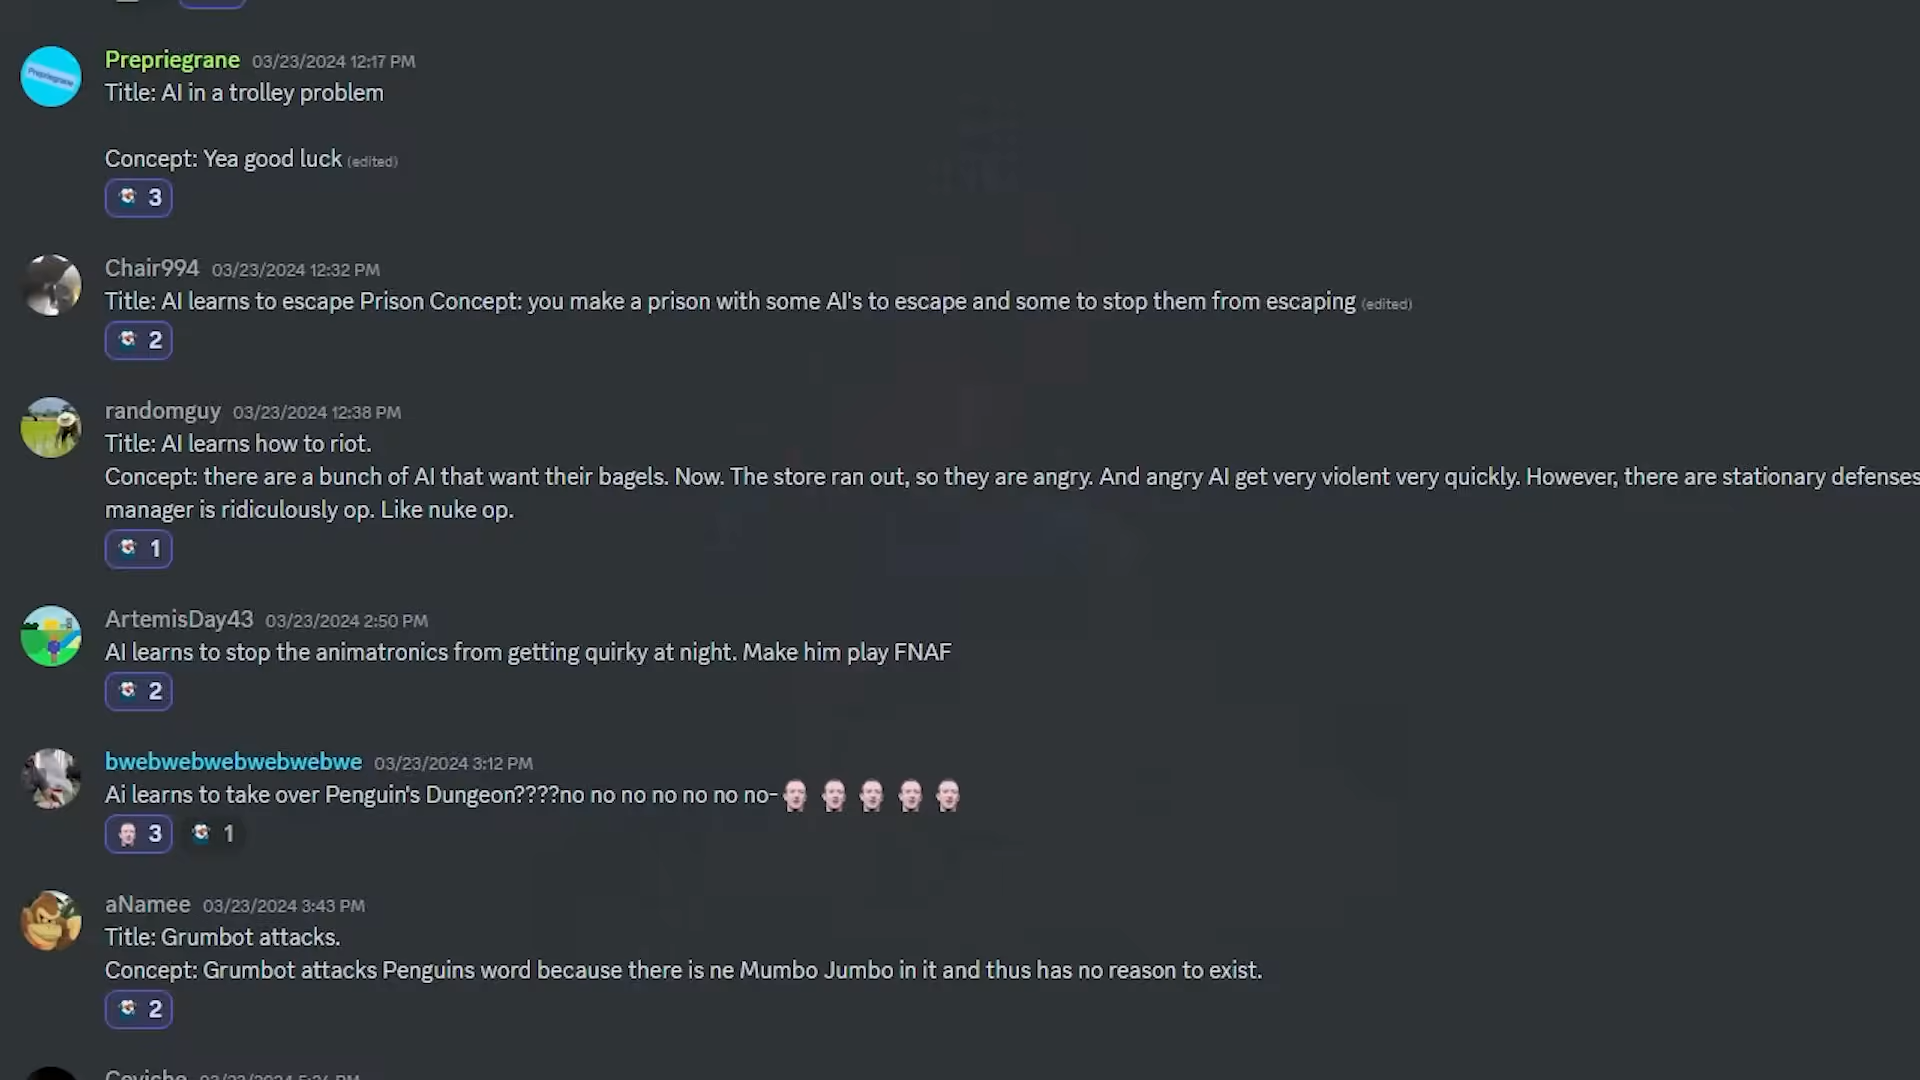 Prepriegrane 03/23/2024 12:17 PM
Title: AI in a trolley problem
Concept: Yea good luck (edited)
3
Chair994 03/23/2024 12:32 PM
Title: AI learns to escape Prison Concept: you make a prison with some AI's to escape and some to stop them from escaping (edited)
2
randomguy 03/23/2024 12:38 PM
Title: AI learns how to riot.
Concept: there are a bunch of AI that want their bagels. Now. The store ran out, so they are angry. And angry AI get very violent very quickly. However, there are stationary defenses
manager is ridiculously op. Like nuke op.
1
ArtemisDay43 03/23/2024 2:50 PM
AI learns to stop the animatronics from getting quirky at night. Make him play FNAF
2
bwebwebwebwebwebwe 03/23/2024 3:12 PM
Ai learns to take over Penguin's Dungeon????no no no no no no no-
3 1
aNamee 03/23/2024 3:43 PM
Title: Grumbot attacks.
Concept: Grumbot attacks Penguins word because there is ne Mumbo Jumbo in it and thus has no reason to exist.
2